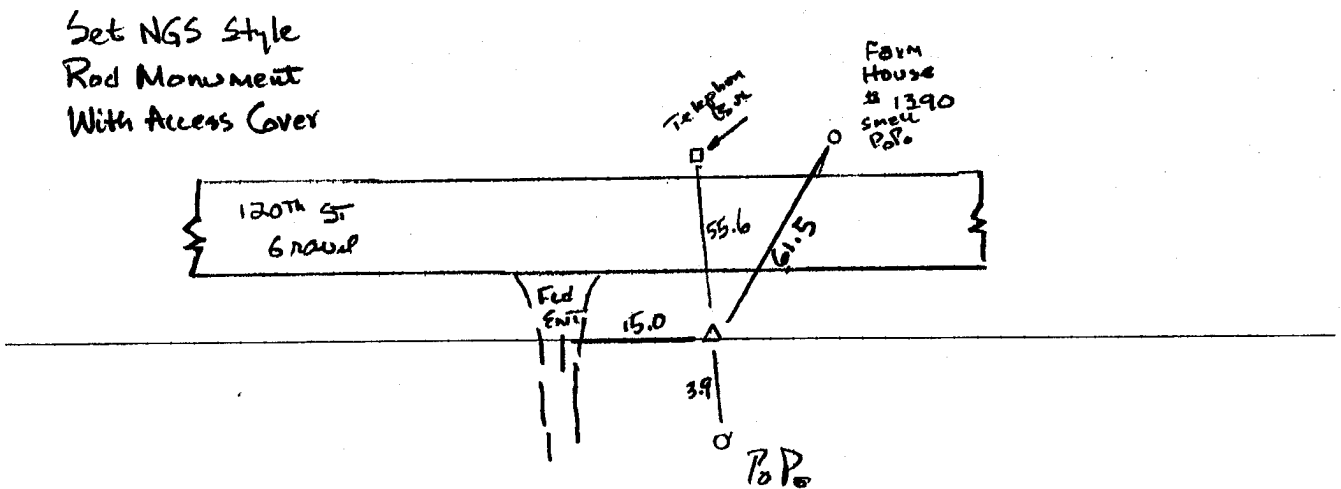 Set NGS Style
Rod Monument
With Access Cover
Telephon
Box
Farm
House
# 1390
Small
PoPo
120Th ST
Gravel
55.6
61.5
Fld
Ent
15.0
3.9
PoPo